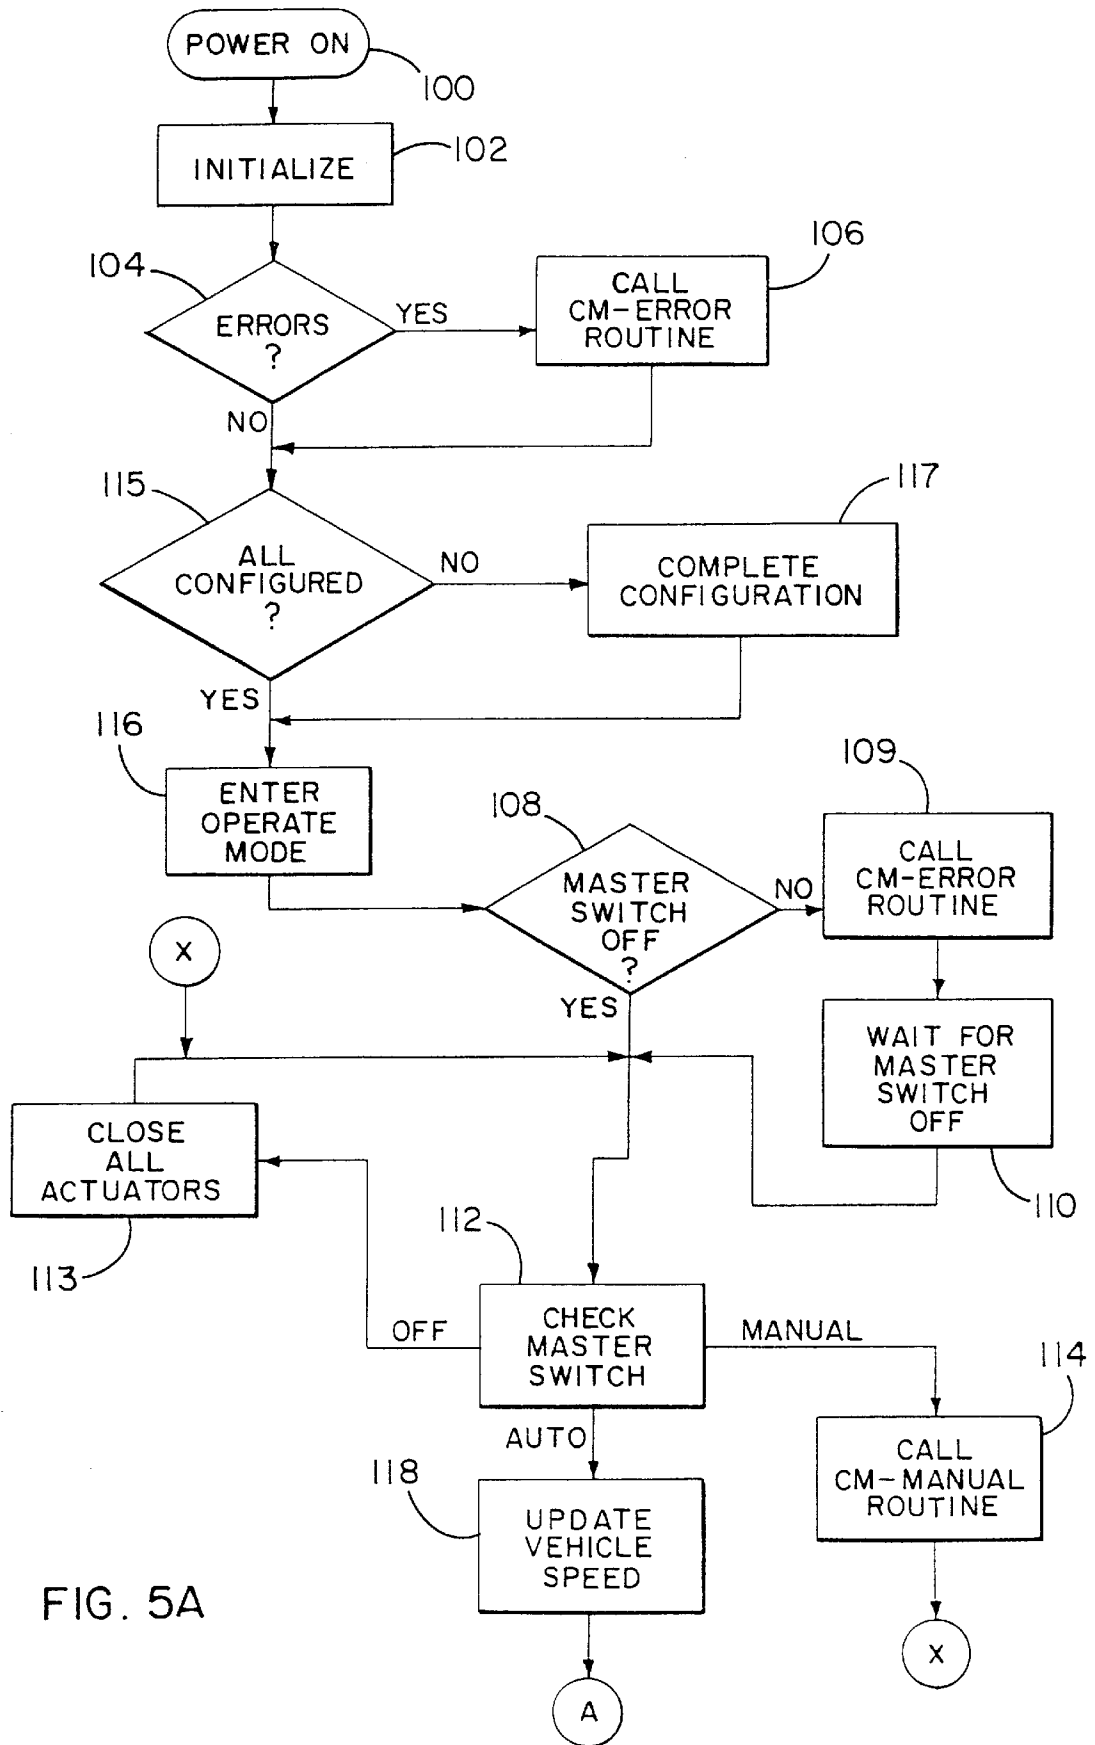 POWER ON
100
INITIALIZE
102
104
ERRORS
?
YES
106
CALL
CM-ERROR
ROUTINE
NO
115
ALL
CONFIGURED
?
NO
117
COMPLETE
CONFIGURATION
YES
116
ENTER
OPERATE
MODE
108
MASTER
SWITCH
OFF
?
NO
109
CALL
CM-ERROR
ROUTINE
YES
X
WAIT FOR
MASTER
SWITCH
OFF
110
CLOSE
ALL
ACTUATORS
113
112
CHECK
MASTER
SWITCH
OFF
MANUAL
114
CALL
CM-MANUAL
ROUTINE
AUTO
118
UPDATE
VEHICLE
SPEED
X
A
FIG. 5A